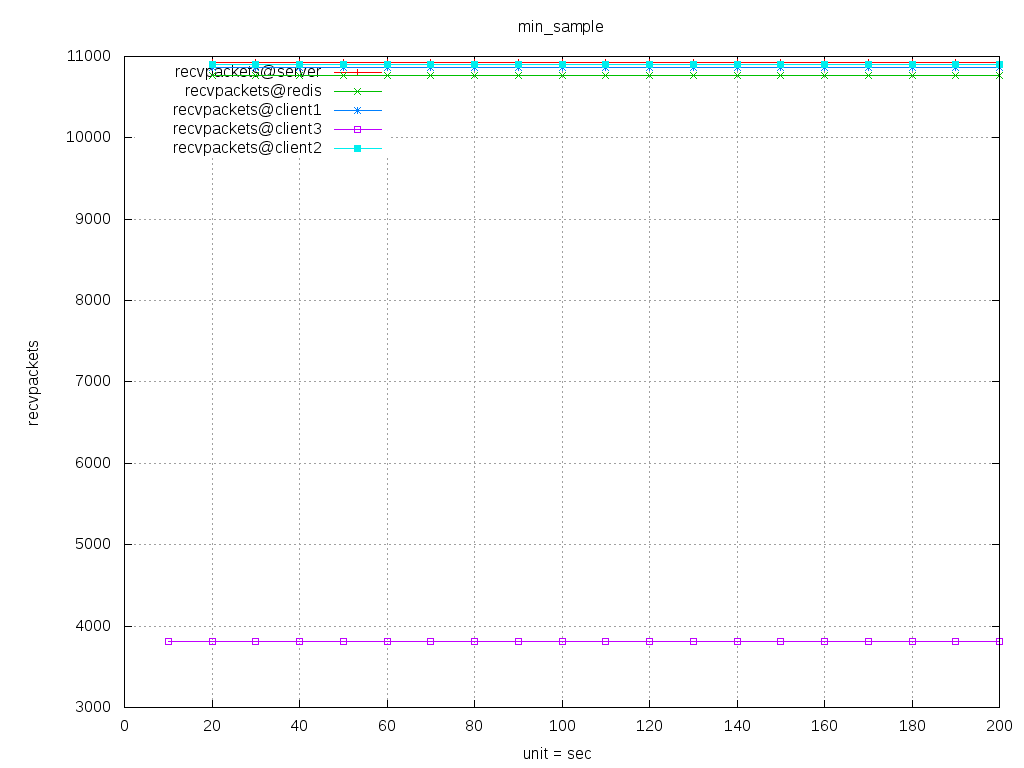 min_sample
11000
10000
9000
8000
7000
6000
5000
4000
3000
recvpackets@server
recvpackets@redis
recvpackets@client1
recvpackets@client3
recvpackets@client2
recvpackets
0 20 40 60 80 100 120 140 160 180 200
unit = sec